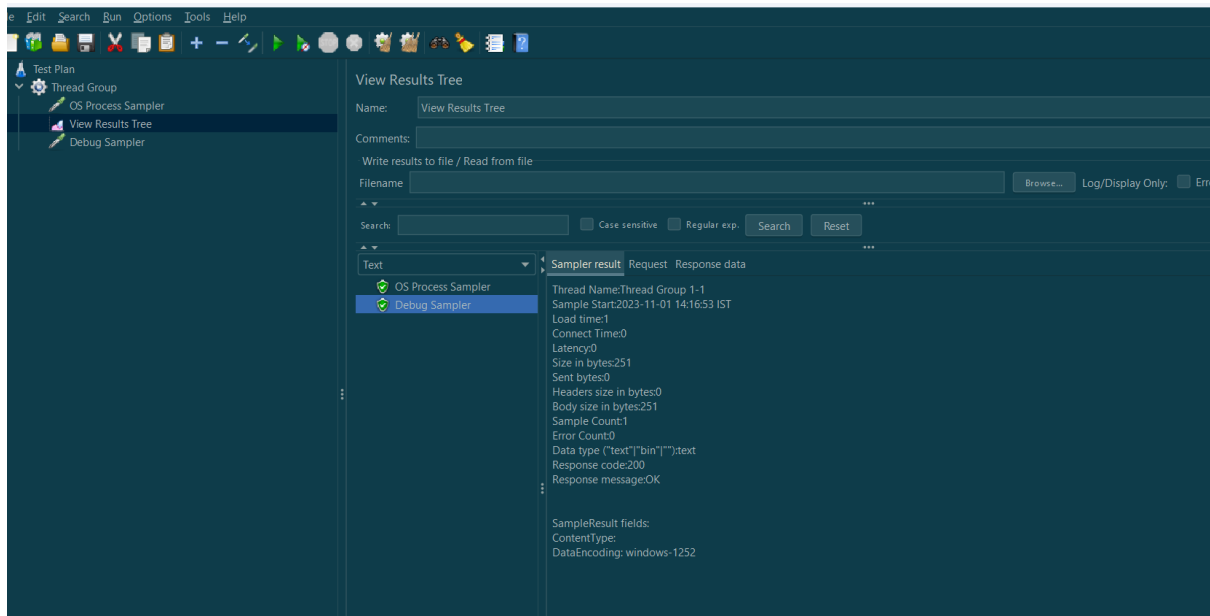 e Edit Search Run Options Tools Help
Test Plan
Thread Group
OS Process Sampler
View Results Tree
Debug Sampler
View Results Tree
Name: View Results Tree
Comments:
Write results to file / Read from file
Filename Browse... Log/Display Only: Err
Search: Case sensitive Regular exp. Search Reset
Text
OS Process Sampler
Debug Sampler
Sampler result Request Response data
Thread Name:Thread Group 1-1
Sample Start:2023-11-01 14:16:53 IST
Load time:1
Connect Time:0
Latency:0
Size in bytes:251
Sent bytes:0
Headers size in bytes:0
Body size in bytes:251
Sample Count:1
Error Count:0
Data type ("text"|"bin"|""):text
Response code:200
Response message:OK
SampleResult fields:
ContentType:
DataEncoding: windows-1252